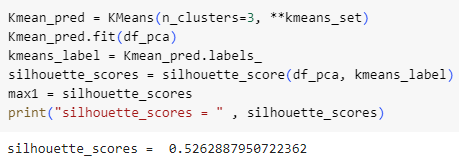 Kmean_pred = KMeans(n_clusters=3, **kmeans_set)
Kmean_pred.fit(df_pca)
kmeans_label = Kmean_pred.labels_
silhouette_scores = silhouette_score(df_pca, kmeans_label)
max1 = silhouette_scores
print("silhouette_scores = " , silhouette_scores)
silhouette_scores =  0.5262887950722362